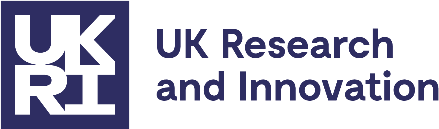 UK
RI
UK Research
and Innovation